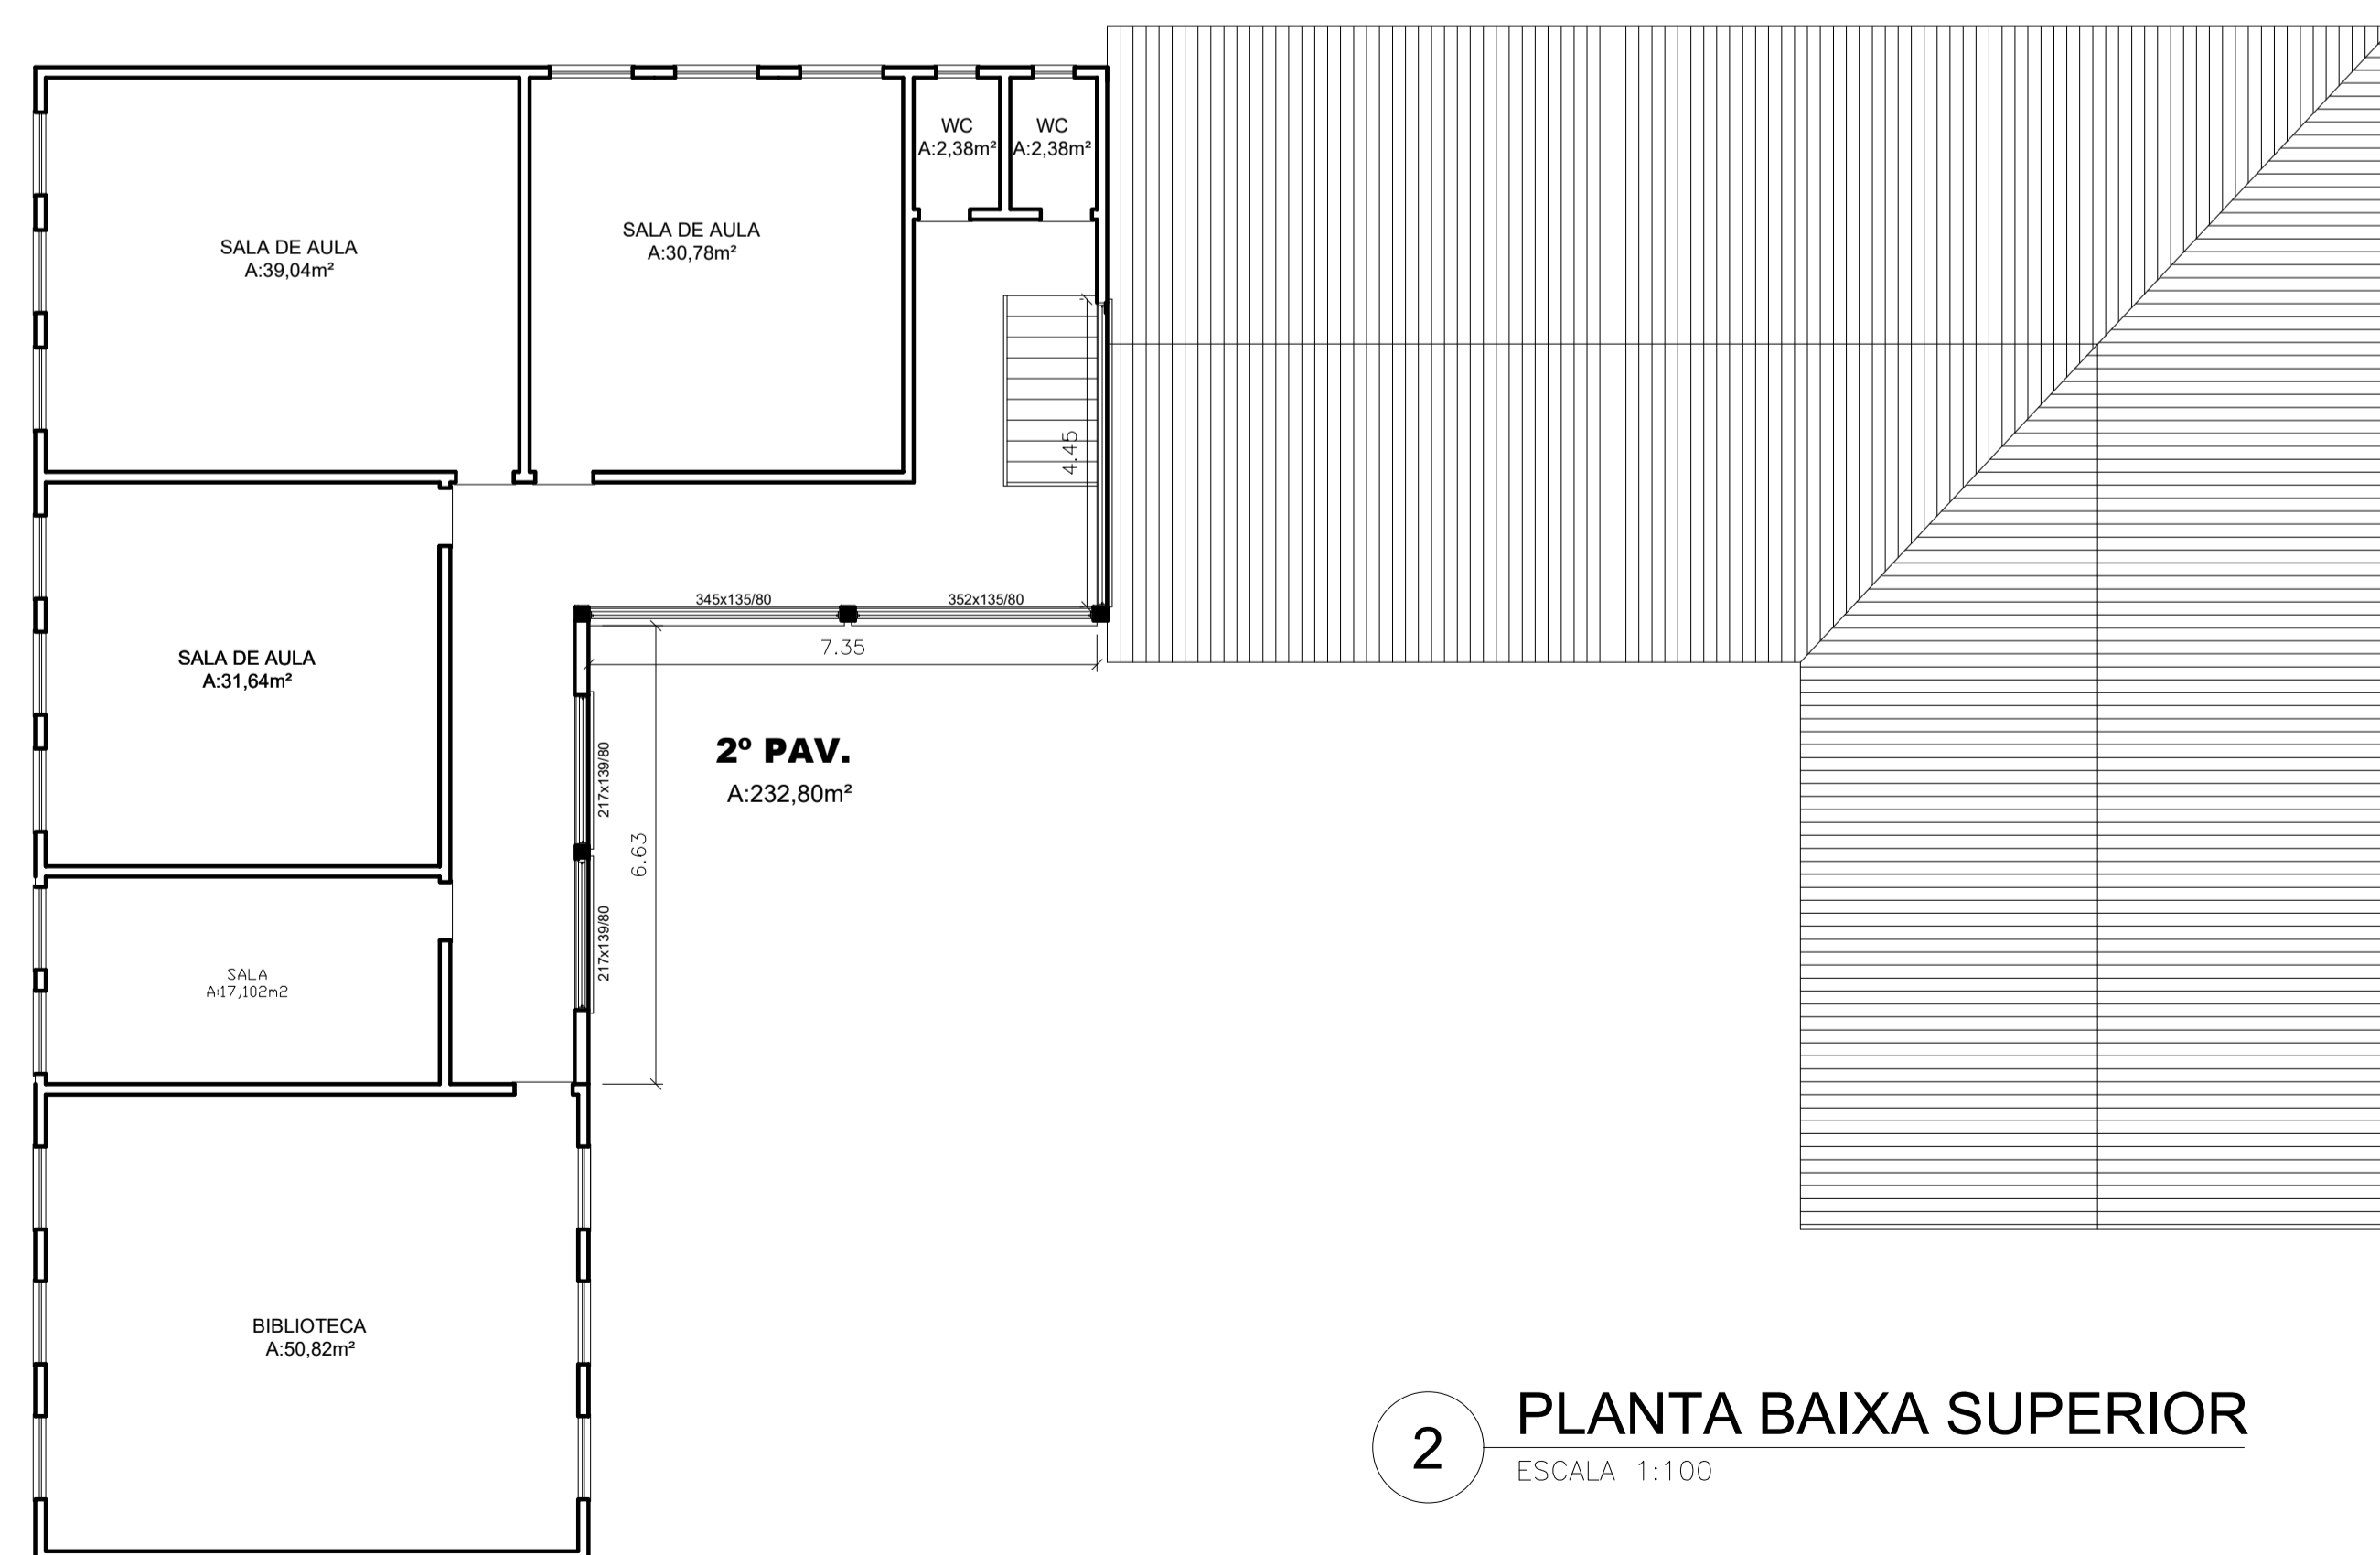 WC
A:2,38m²
WC
A:2,38m²
SALA DE AULA
A:39,04m²
SALA DE AULA
A:30,78m²
4.45
345x135/80
352x135/80
7.35
SALA DE AULA
A:31,64m²
2º PAV.
A:232,80m²
217x139/80
6.63
217x139/80
SALA
A:17,102m2
BIBLIOTECA
A:50,82m²
2
PLANTA BAIXA SUPERIOR
ESCALA 1:100